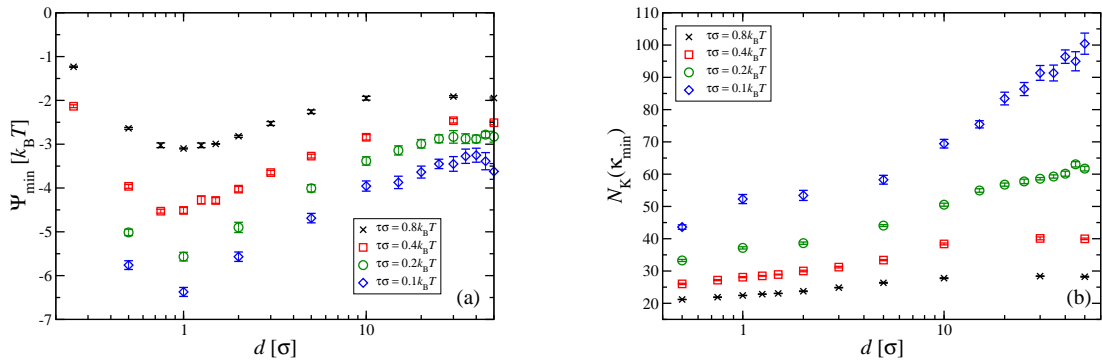 0
-1
-2
-3
-4
-5
-6
-7
Ψmin [kBT]
1
10
d [σ]
τσ = 0.8kBT
τσ = 0.4kBT
τσ = 0.2kBT
τσ = 0.1kBT
(a)
100
90
80
70
60
50
40
30
20
NK(κmin)
1
10
d [σ]
τσ = 0.8kBT
τσ = 0.4kBT
τσ = 0.2kBT
τσ = 0.1kBT
(b)